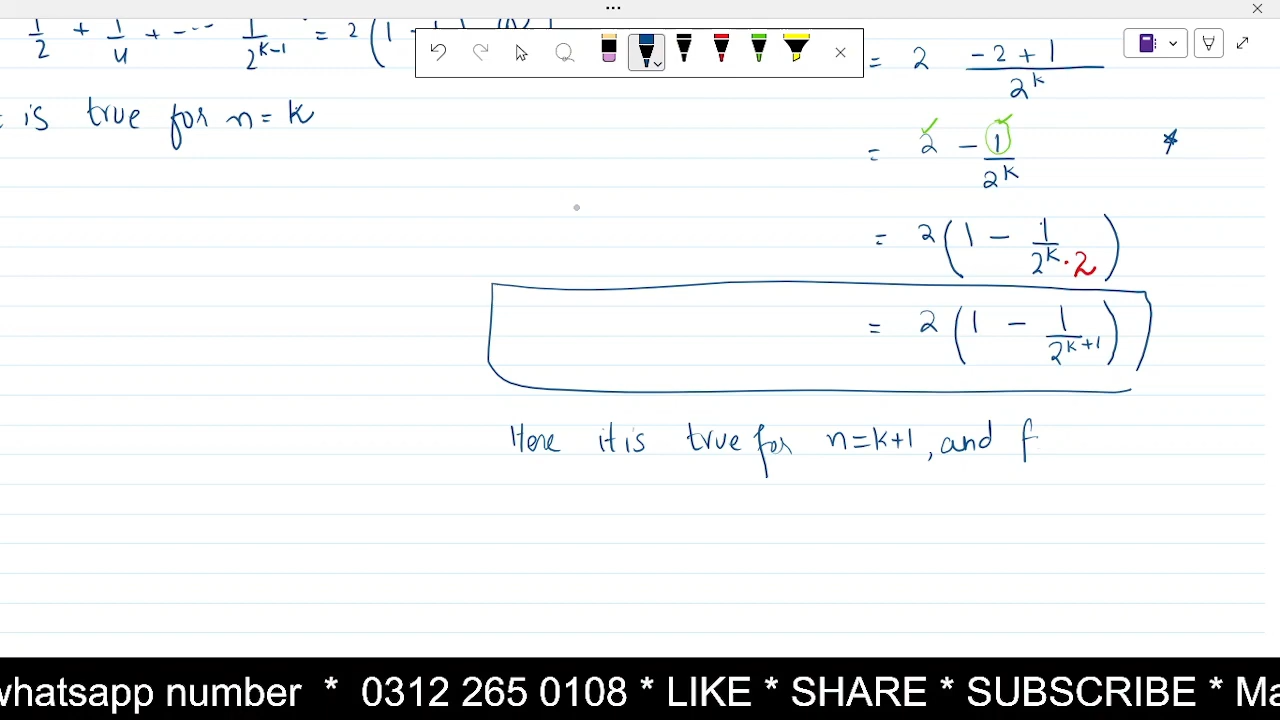 1/2 + 1/4 + --- 1/2^{k-1} = 2 (1 -
= 2 (-2 + 1)/2^k
is true for n = k
= 2 - 1/2^k *
= 2 (1 - 1/(2^k · 2))
= 2 (1 - 1/2^{k+1})
Here it is true for n=k+1, and f
whatsapp number * 0312 265 0108 * LIKE * SHARE * SUBSCRIBE * Ma